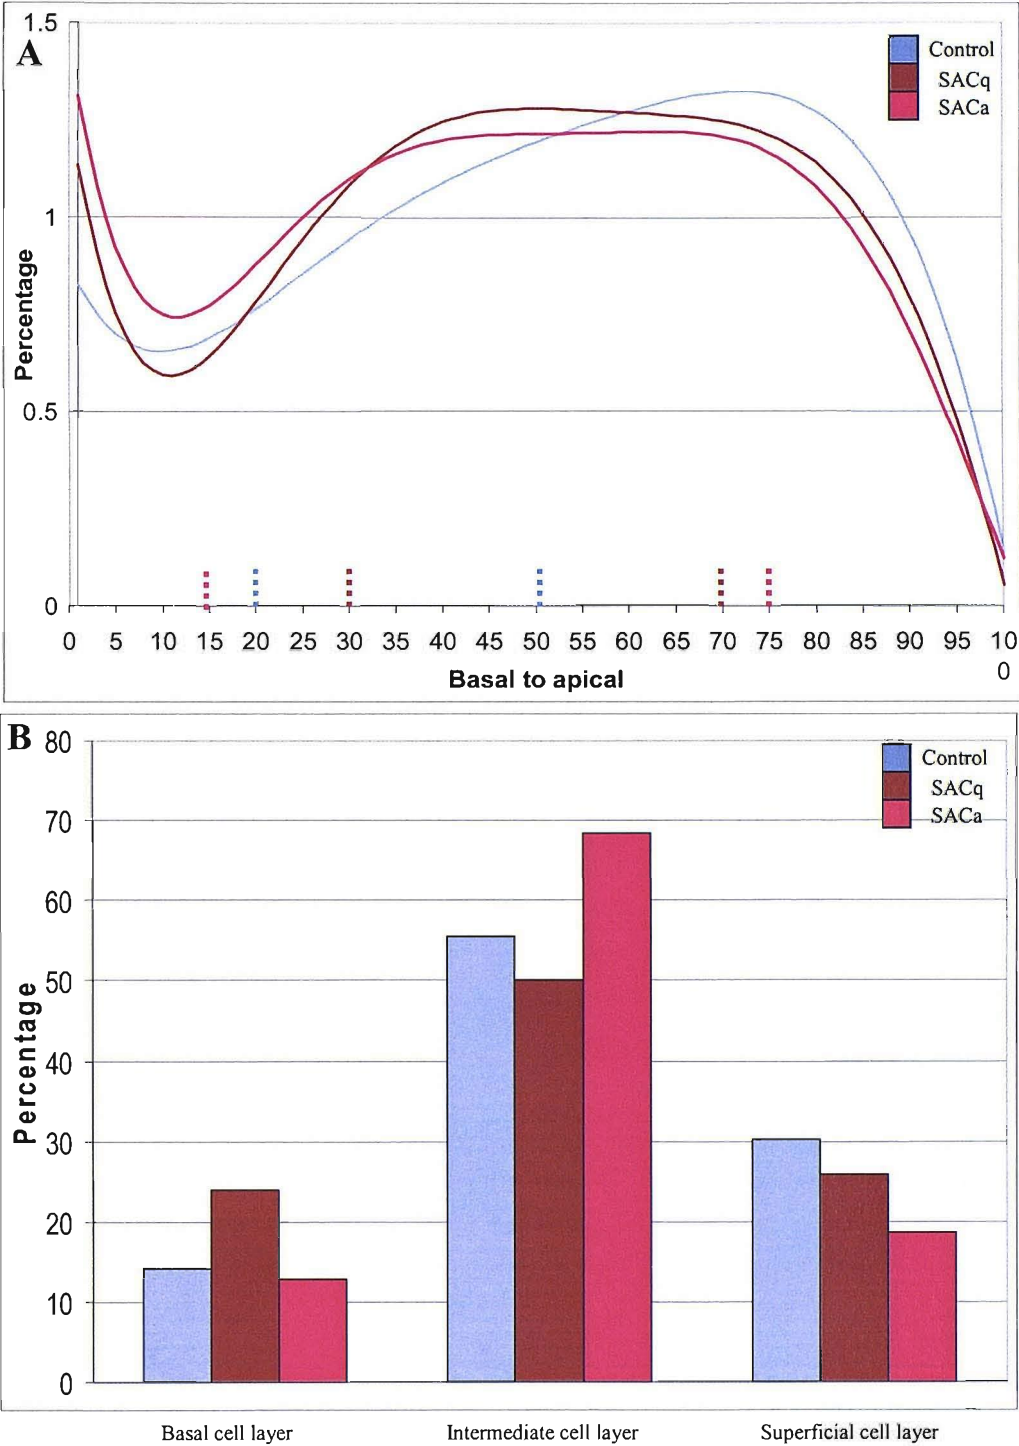 A
1.5
1
0.5
0
Percentage
Control
SACq
SACa
0 5 10 15 20 25 30 35 40 45 50 55 60 65 70 75 80 85 90 95 10
0
Basal to apical
B
80
70
60
50
40
30
20
10
0
Percentage
Control
SACq
SACa
Basal cell layer Intermediate cell layer Superficial cell layer